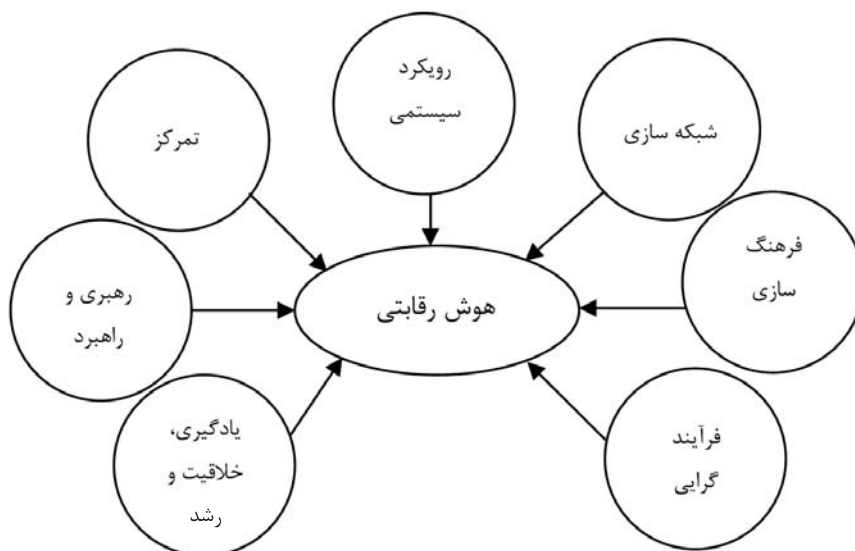 رویکرد
سیستمی
شبکه سازی
تمرکز
فرهنگ
سازی
رهبری و
راهبرد
هوش رقابتی
یادگیری،
خلاقیت و
رشد
فرآیند
گرایی